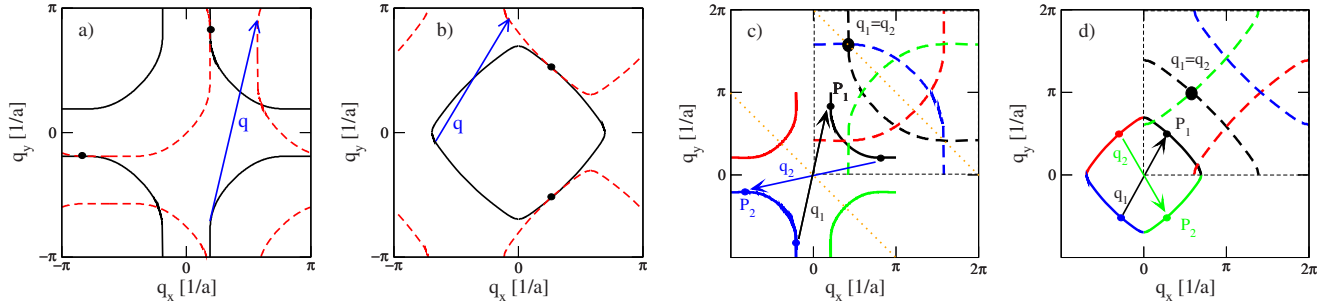 a)
π
0
−π
q_y [1/a]
q
−π
0
π
q_x [1/a]
b)
π
0
−π
q_y [1/a]
q
−π
0
π
q_x [1/a]
c)
2π
π
0
−π
q_y [1/a]
q_1=q_2
P_1
q_2
P_2
q_1
0
π
2π
q_x [1/a]
d)
2π
π
0
−π
q_y [1/a]
q_1=q_2
P_1
q_2
q_1
P_2
0
π
2π
q_x [1/a]